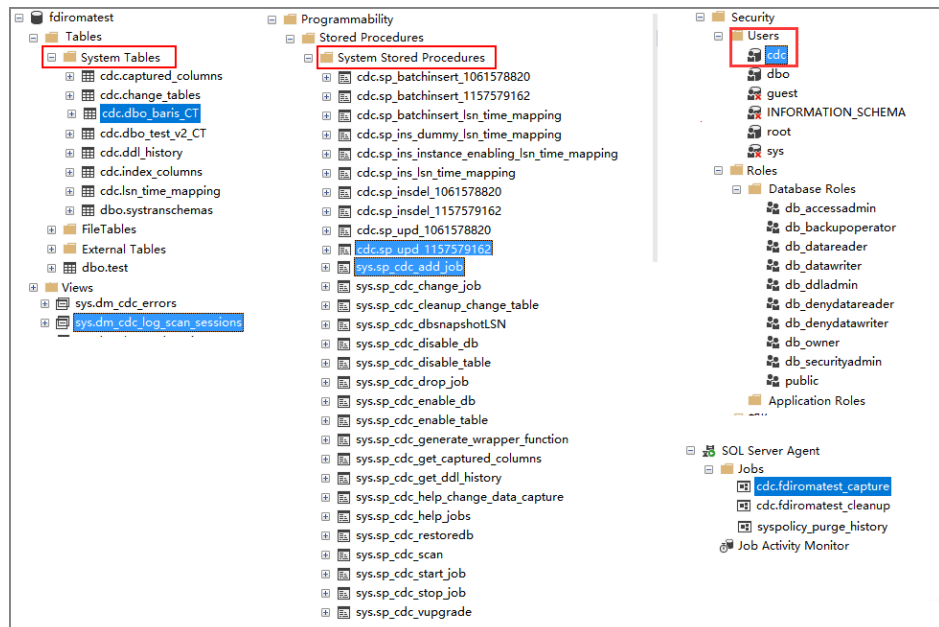 fdiromatest
Tables
System Tables
cdc.captured_columns
cdc.change_tables
cdc.dbo_baris_CT
cdc.dbo_test_v2_CT
cdc.ddl_history
cdc.index_columns
cdc.lsn_time_mapping
dbo.systranschemas
FileTables
External Tables
dbo.test
Views
sys.dm_cdc_errors
sys.dm_cdc_log_scan_sessions
Programmability
Stored Procedures
System Stored Procedures
cdc.sp_batchinsert_1061578820
cdc.sp_batchinsert_1157579162
cdc.sp_batchinsert_lsn_time_mapping
cdc.sp_ins_dummy_lsn_time_mapping
cdc.sp_ins_instance_enabling_lsn_time_mapping
cdc.sp_ins_lsn_time_mapping
cdc.sp_insdel_1061578820
cdc.sp_insdel_1157579162
cdc.sp_upd_1061578820
cdc.sp_upd_1157579162
sys.sp_cdc_add_job
sys.sp_cdc_change_job
sys.sp_cdc_cleanup_change_table
sys.sp_cdc_dbsnapshotLSN
sys.sp_cdc_disable_db
sys.sp_cdc_disable_table
sys.sp_cdc_drop_job
sys.sp_cdc_enable_db
sys.sp_cdc_enable_table
sys.sp_cdc_generate_wrapper_function
sys.sp_cdc_get_captured_columns
sys.sp_cdc_get_ddl_history
sys.sp_cdc_help_change_data_capture
sys.sp_cdc_help_jobs
sys.sp_cdc_restoredb
sys.sp_cdc_scan
sys.sp_cdc_start_job
sys.sp_cdc_stop_job
sys.sp_cdc_vupgrade
Security
Users
cdc
dbo
guest
INFORMATION_SCHEMA
root
sys
Roles
Database Roles
db_accessadmin
db_backupoperator
db_datareader
db_datawriter
db_ddladmin
db_denydatareader
db_denydatawriter
db_owner
db_securityadmin
public
Application Roles
SQL Server Agent
Jobs
cdc.fdiromatest_capture
cdc.fdiromatest_cleanup
syspolicy_purge_history
Job Activity Monitor